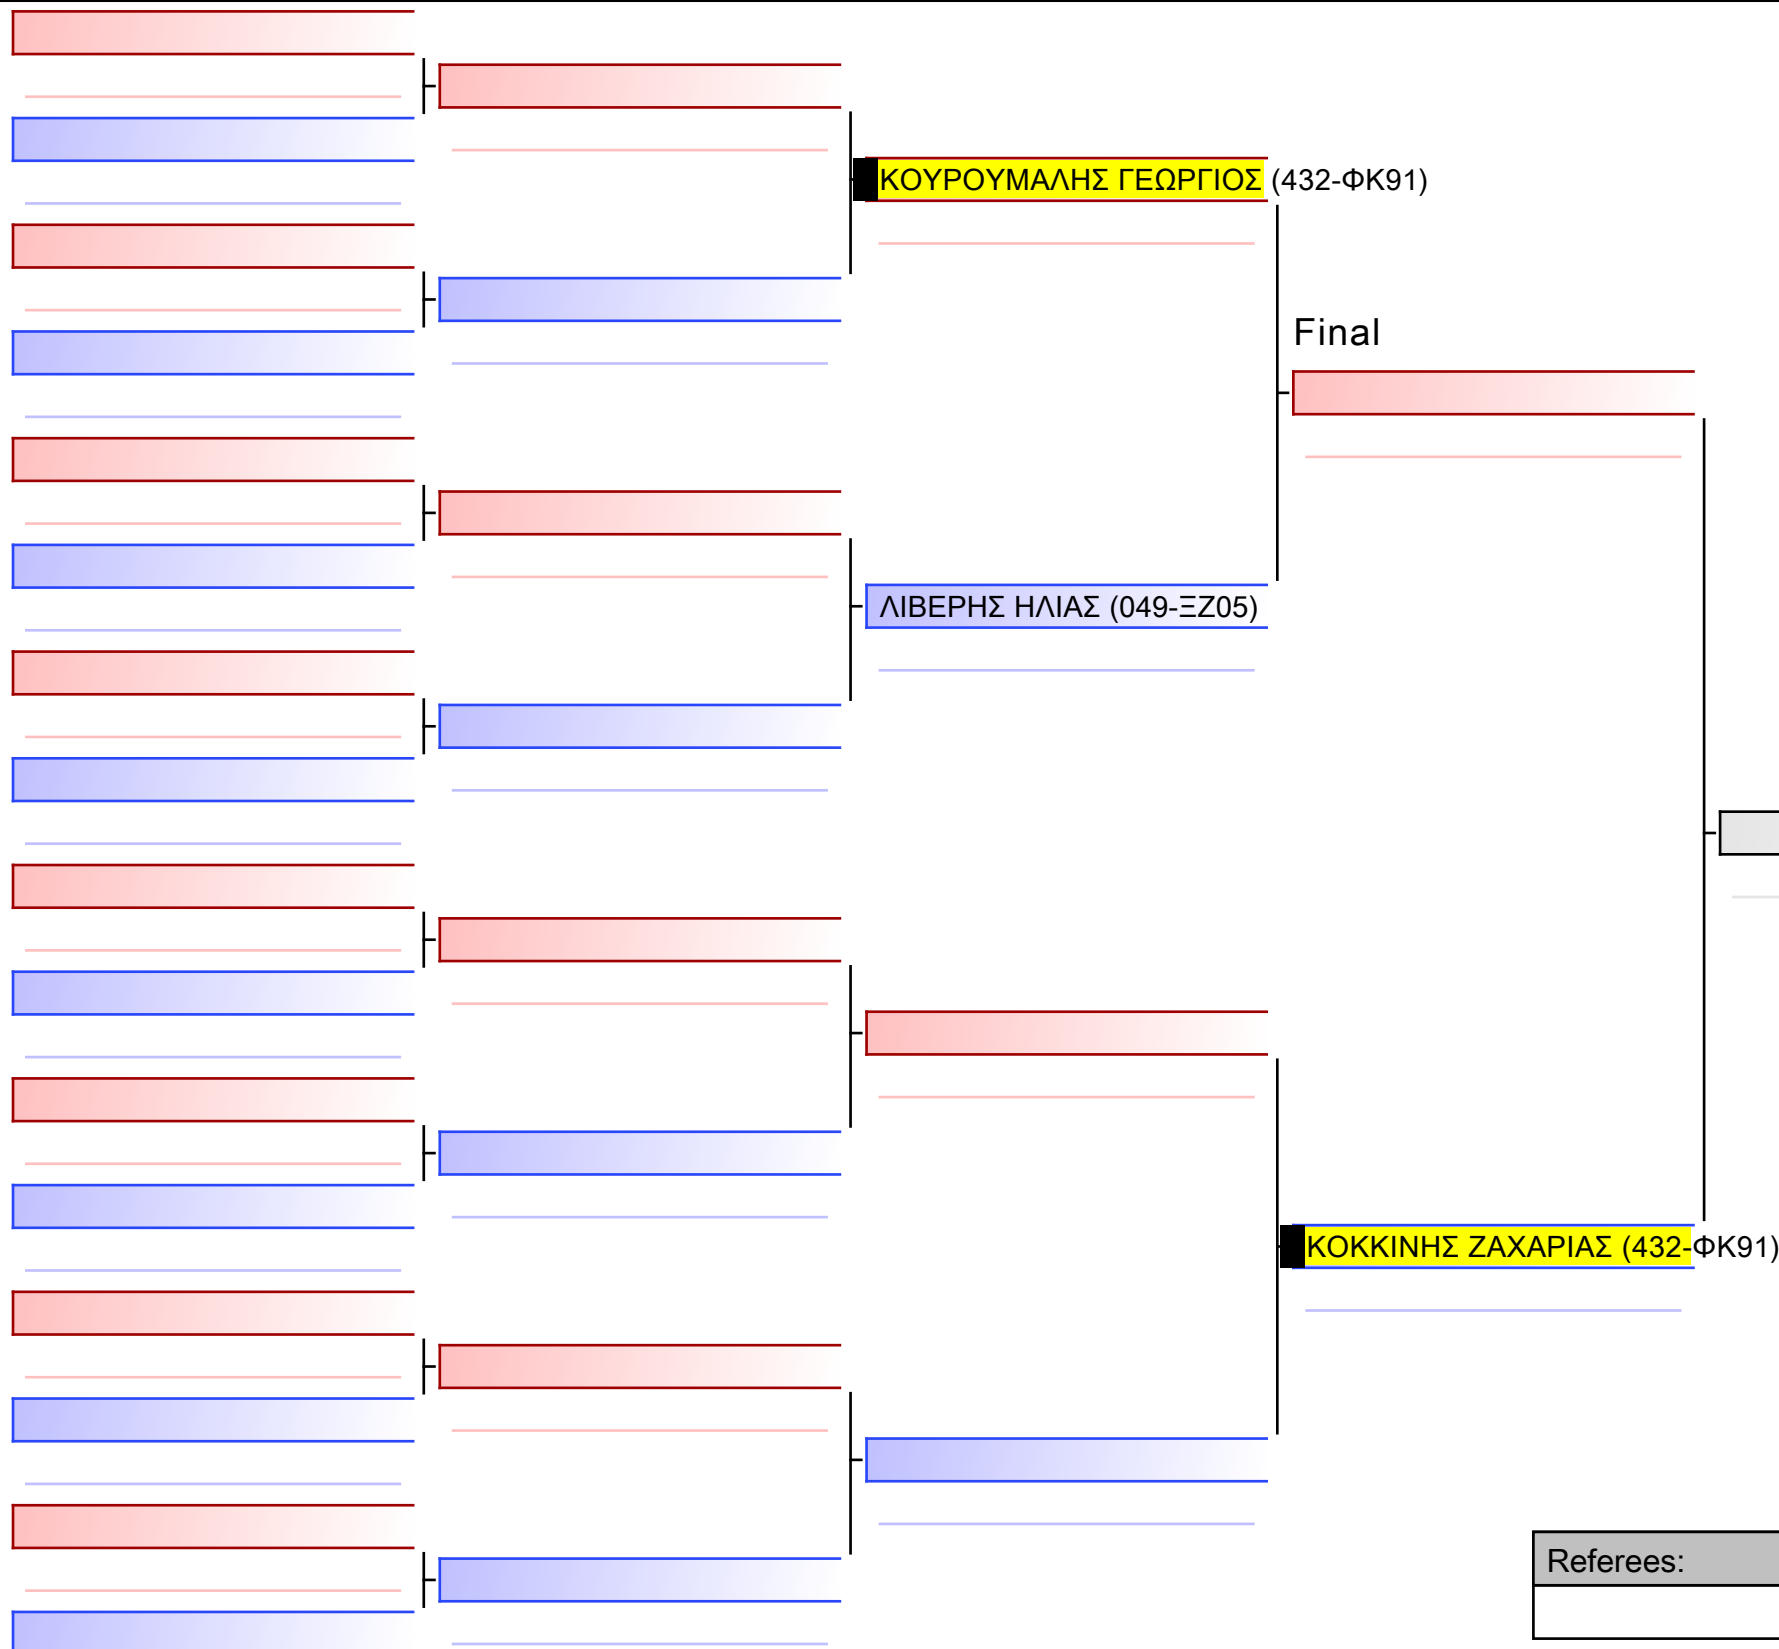 ΚΟΥΡΟΥΜΑΛΗΣ ΓΕΩΡΓΙΟΣ (432-ΦΚ91)
Final
ΛΙΒΕΡΗΣ ΗΛΙΑΣ (049-ΞΖ05)
ΚΟΚΚΙΝΗΣ ΖΑΧΑΡΙΑΣ (432-ΦΚ91)
Referees: